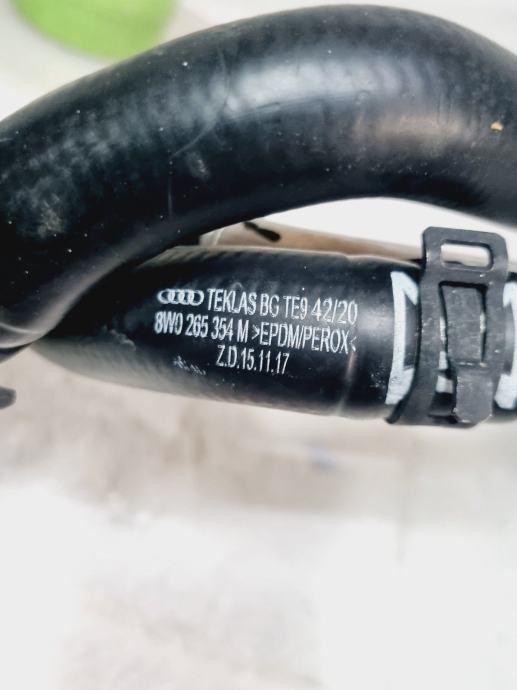 TEKLAS BG TE9 42/20
8W0 265 354 M >EPDM/PEROX<
Z.D.15.11.17